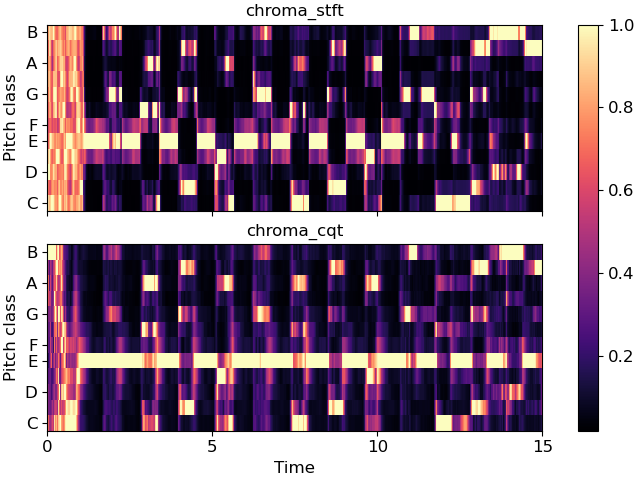 chroma_stft
B
A
G
F
E
D
C
Pitch class
chroma_cqt
B
A
G
F
E
D
C
Pitch class
0
5
10
15
Time
1.0
0.8
0.6
0.4
0.2